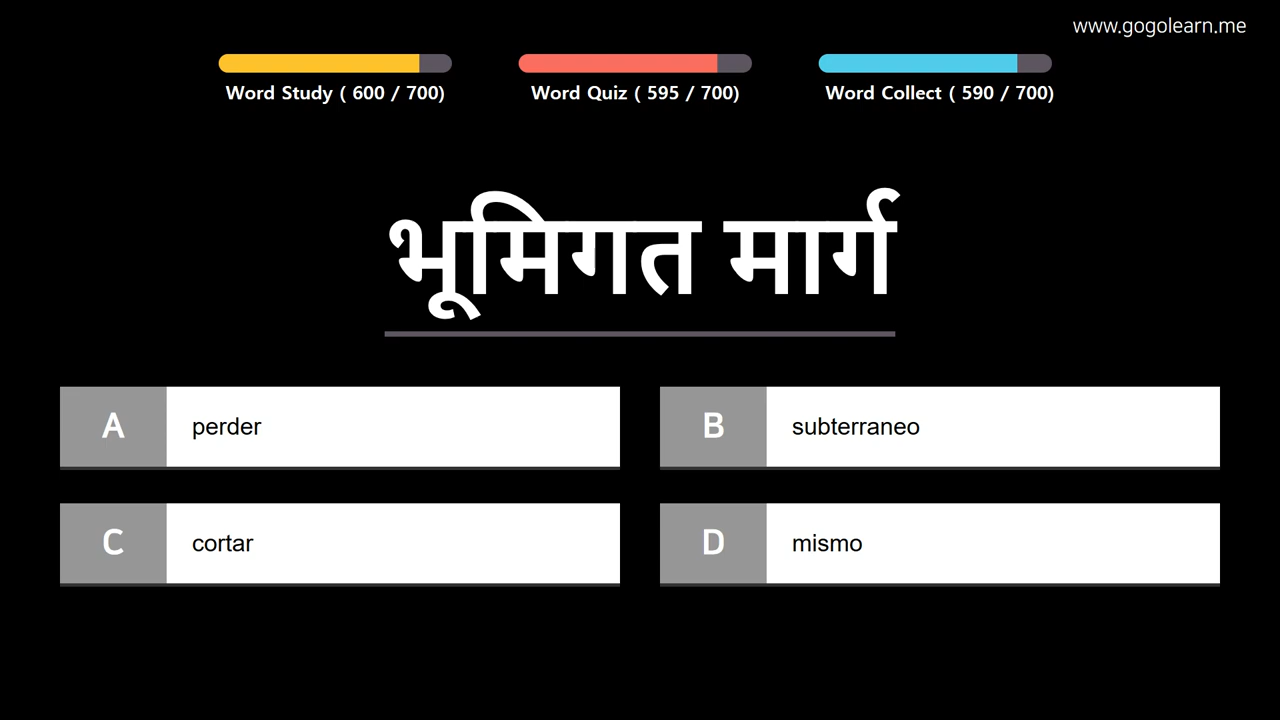 www.gogolearn.me
Word Study ( 600 / 700)
Word Quiz ( 595 / 700)
Word Collect ( 590 / 700)
भूमिगत मार्ग
A perder
B subterraneo
C cortar
D mismo